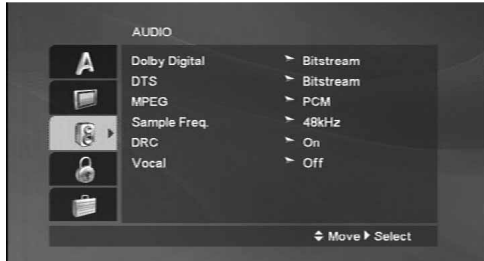 AUDIO
A
Dolby Digital Bitstream
DTS Bitstream
MPEG PCM
Sample Freq. 48kHz
DRC On
Vocal Off
Move Select